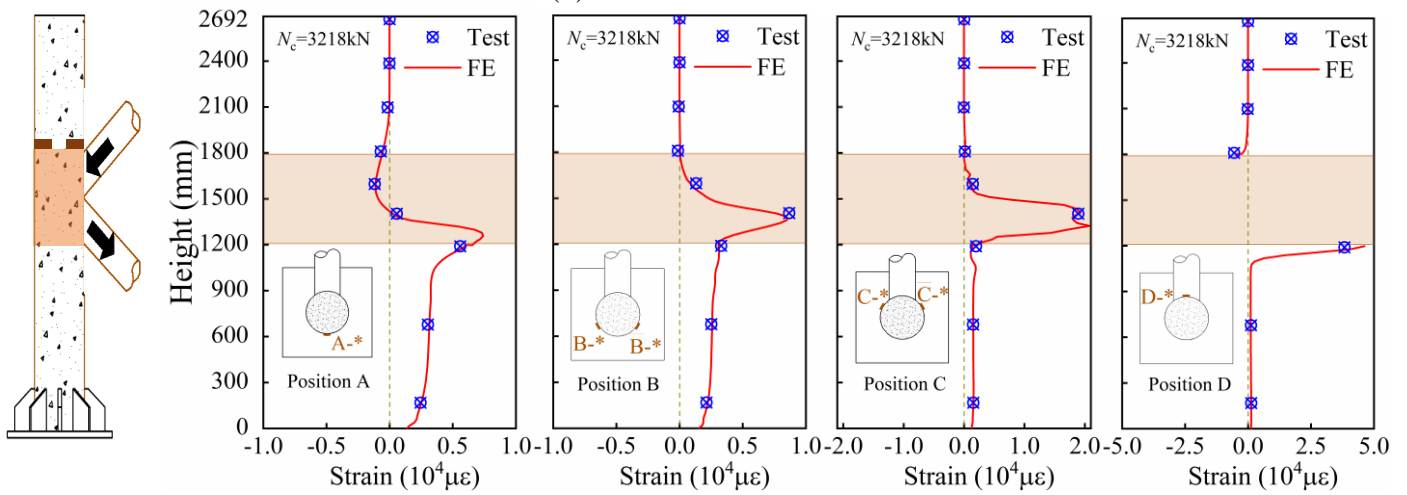 2692
2400
2100
1800
1500
1200
900
600
300
0
Height (mm)
Nc=3218kN
Test
FE
A-*
Position A
-1.0
-0.5
0.0
0.5
1.0
Strain (10⁴με)
Nc=3218kN
Test
FE
B-*
B-*
Position B
-1.0
-0.5
0.0
0.5
1.0
Strain (10⁴με)
Nc=3218kN
Test
FE
C-*
C-*
Position C
-2.0
-1.0
0.0
1.0
2.0
Strain (10⁴με)
Nc=3218kN
Test
FE
D-*
Position D
-5.0
-2.5
0.0
2.5
5.0
Strain (10⁴με)